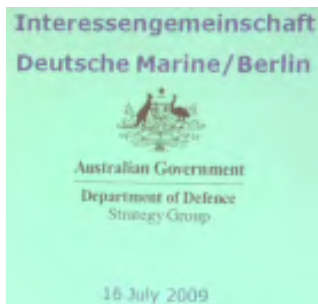 Interessengemeinschaft
Deutsche Marine/Berlin
Australian Government
Department of Defence
Strategy Group
16 July 2009